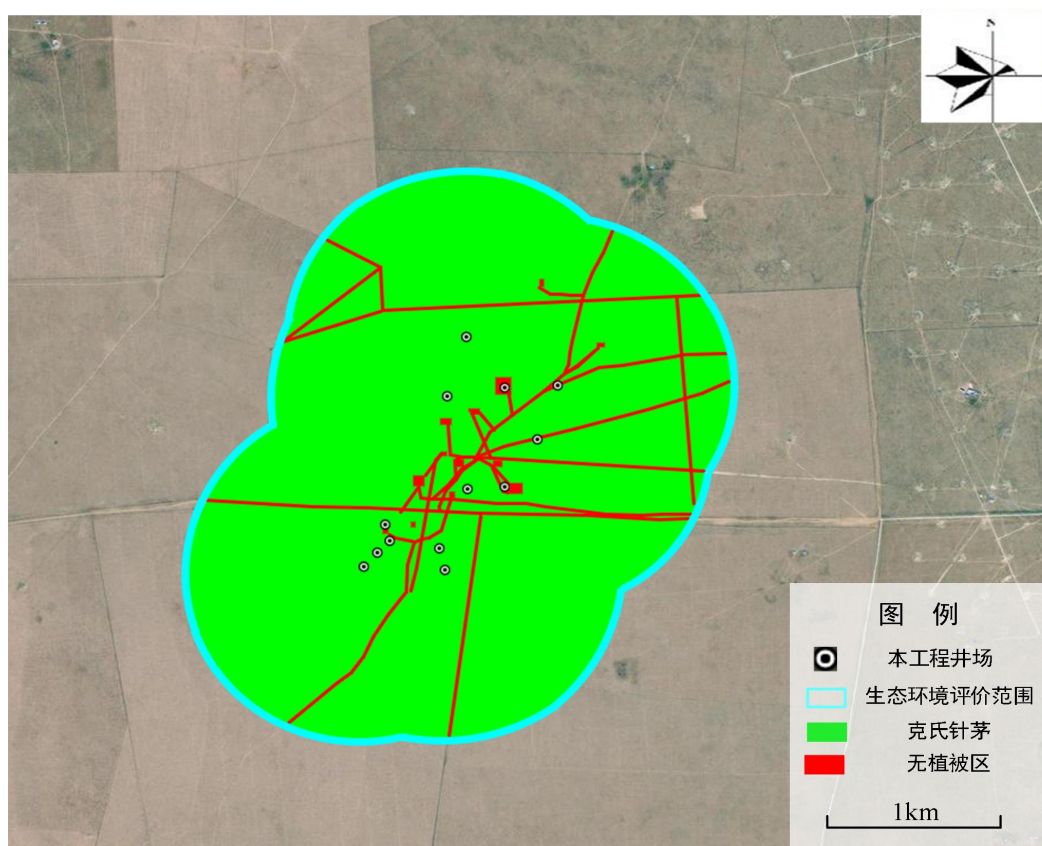 N
图 例
本工程井场
生态环境评价范围
克氏针茅
无植被区
1km